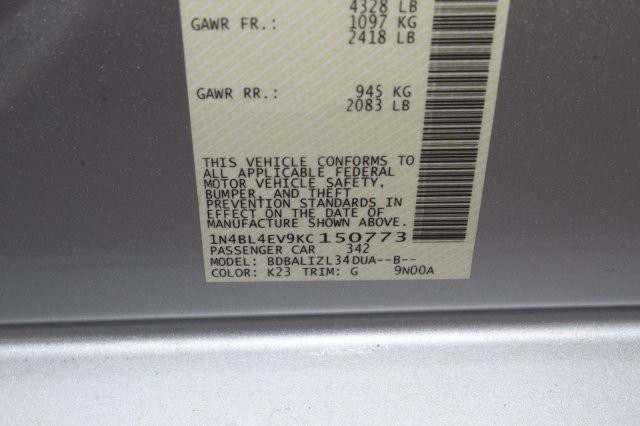 4328 LB
GAWR FR.: 1097 KG
2418 LB
GAWR RR.: 945 KG
2083 LB
THIS VEHICLE CONFORMS TO
ALL APPLICABLE FEDERAL
MOTOR VEHICLE SAFETY,
BUMPER, AND THEFT
PREVENTION STANDARDS IN
EFFECT ON THE DATE OF
MANUFACTURE SHOWN ABOVE.
1N4BL4EV9KC150773
PASSENGER CAR 342
MODEL: BDBALIZL34DUA--B--
COLOR: K23 TRIM: G 9N00A